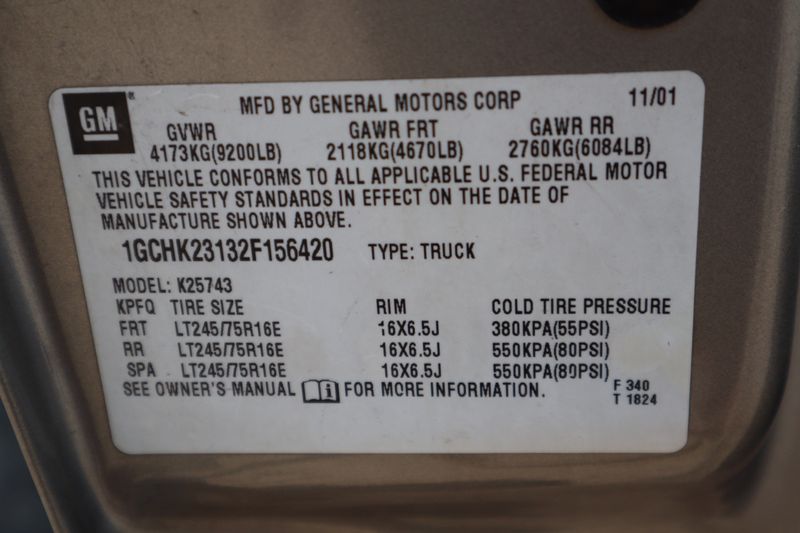 GM
®
MFD BY GENERAL MOTORS CORP 11/01
GVWR GAWR FRT GAWR RR
4173KG(9200LB) 2118KG(4670LB) 2760KG(6084LB)
THIS VEHICLE CONFORMS TO ALL APPLICABLE U.S. FEDERAL MOTOR
VEHICLE SAFETY STANDARDS IN EFFECT ON THE DATE OF
MANUFACTURE SHOWN ABOVE.
1GCHK23132F156420 TYPE: TRUCK
MODEL: K25743
KPFQ TIRE SIZE RIM COLD TIRE PRESSURE
FRT LT245/75R16E 16X6.5J 380KPA(55PSI)
RR LT245/75R16E 16X6.5J 550KPA(80PSI)
SPA LT245/75R16E 16X6.5J 550KPA(80PSI)
SEE OWNER'S MANUAL i FOR MORE INFORMATION.
F 340
T 1824